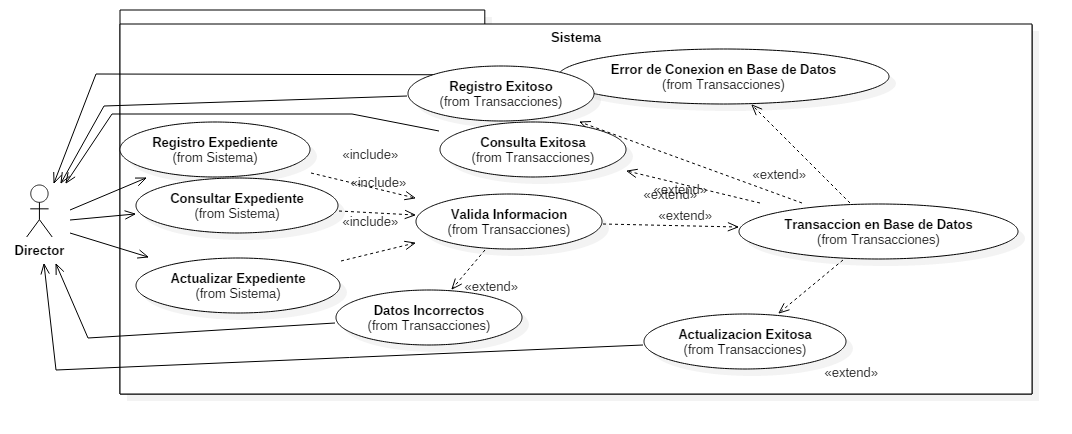 Sistema
Error de Conexion en Base de Datos
(from Transacciones)
Registro Exitoso
(from Transacciones)
Registro Expediente
(from Sistema)
«include»
Consulta Exitosa
(from Transacciones)
«extend»
«include»
«extend»
«extend»
Consultar Expediente
(from Sistema)
«include»
Valida Informacion
(from Transacciones)
«extend»
Transaccion en Base de Datos
(from Transacciones)
Director
Actualizar Expediente
(from Sistema)
«extend»
Datos Incorrectos
(from Transacciones)
Actualizacion Exitosa
(from Transacciones)
«extend»